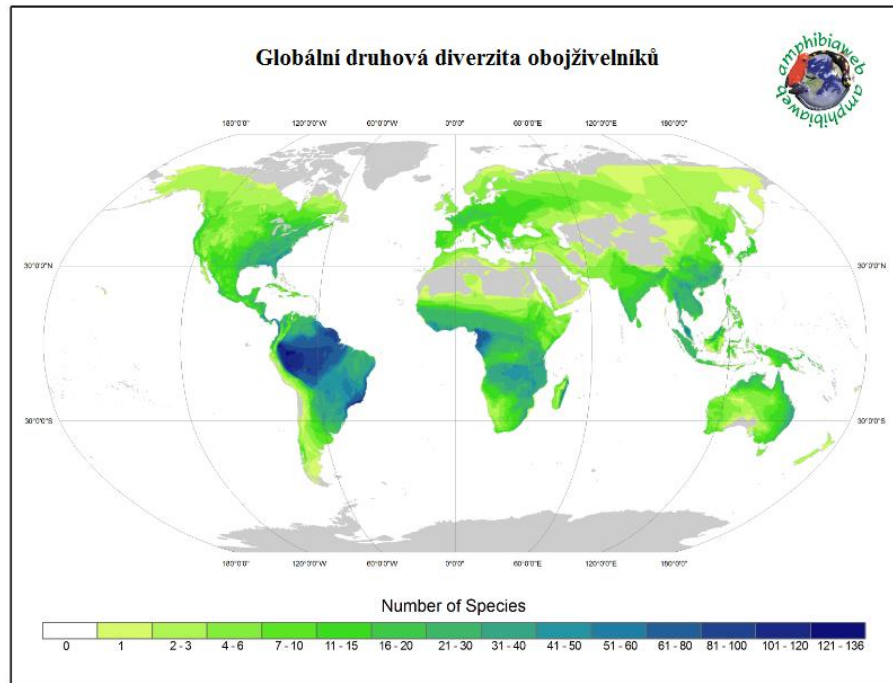 Globální druhová diverzita obojživelníků
amphibiaweb amphibiaweb
180°0'0" 120°0'0"W 60°0'0"W 0°0'0" 60°0'0"E 120°0'0"E 180°0'0"
30°0'0"N 30°0'0"N
30°0'0"S 30°0'0"S
180°0'0" 120°0'0"W 60°0'0"W 0°0'0" 60°0'0"E 120°0'0"E 180°0'0"
Number of Species
0 1 2 - 3 4 - 6 7 - 10 11 - 15 16 - 20 21 - 30 31 - 40 41 - 50 51 - 60 61 - 80 81 - 100 101 - 120 121 - 136